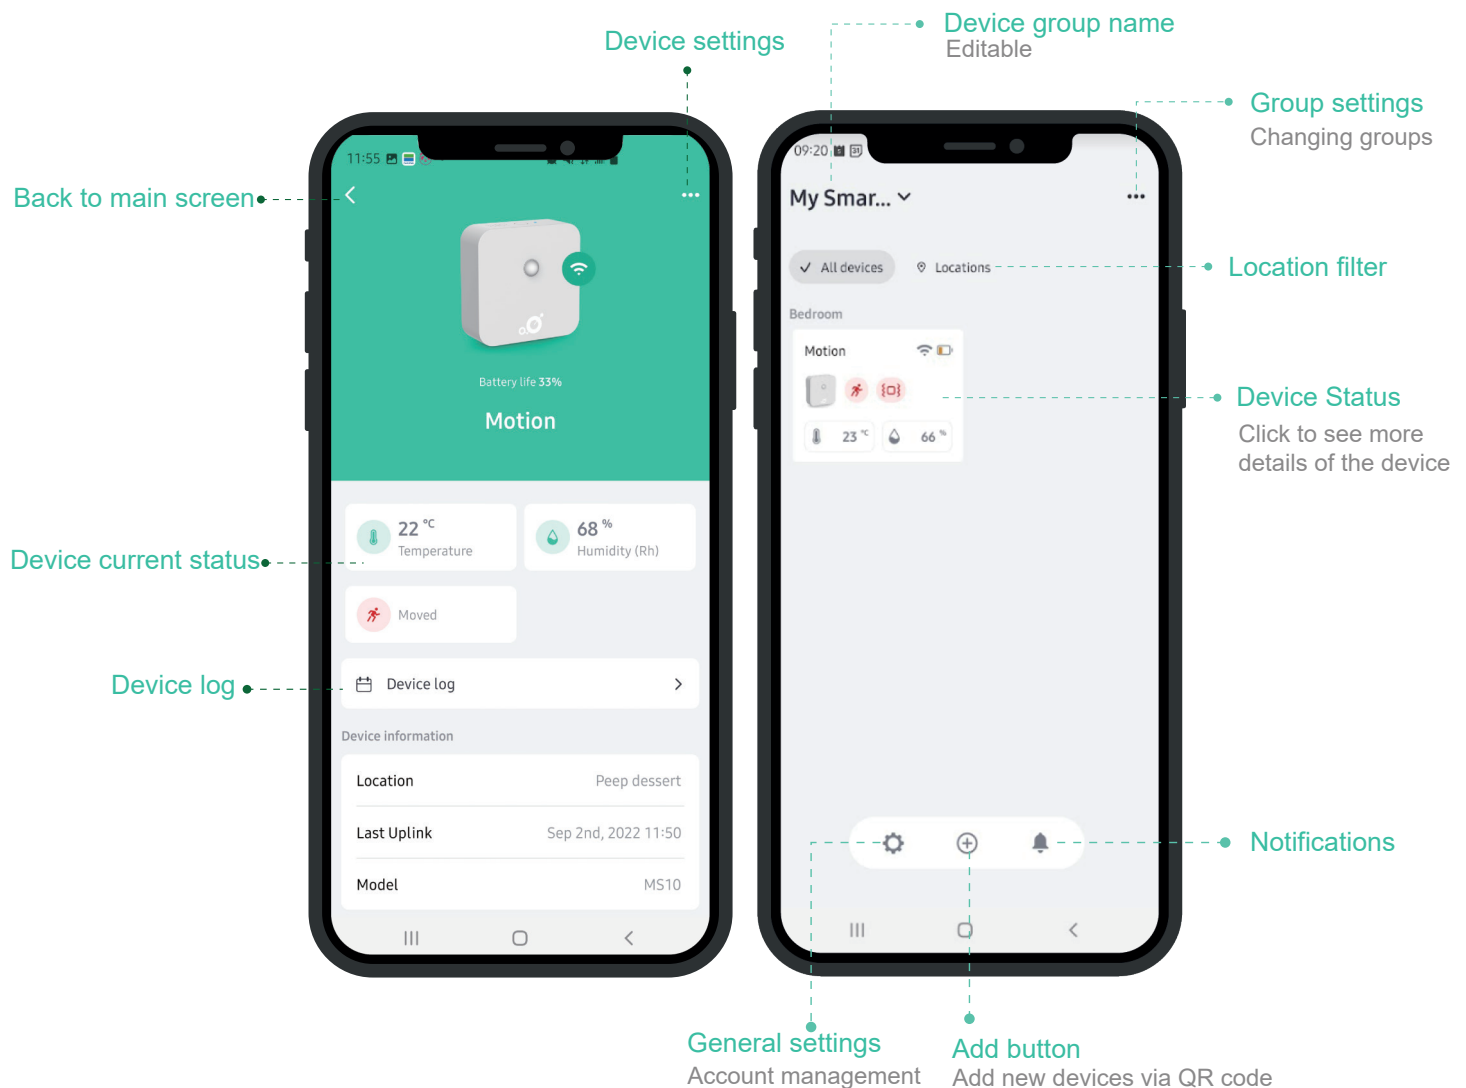 Device group name
Editable
Device settings
Group settings
Changing groups
Back to main screen
11:55
Battery life 33%
Motion
22 °C
Temperature
68 %
Humidity (Rh)
Device current status
Moved
Device log
Device log
Device information
Location Peep dessert
Last Uplink Sep 2nd, 2022 11:50
Model MS10
09:20
31
My Smar...
All devices
Locations
Location filter
Bedroom
Motion
23 °C
66 %
Device Status
Click to see more
details of the device
Notifications
General settings
Account management
Add button
Add new devices via QR code